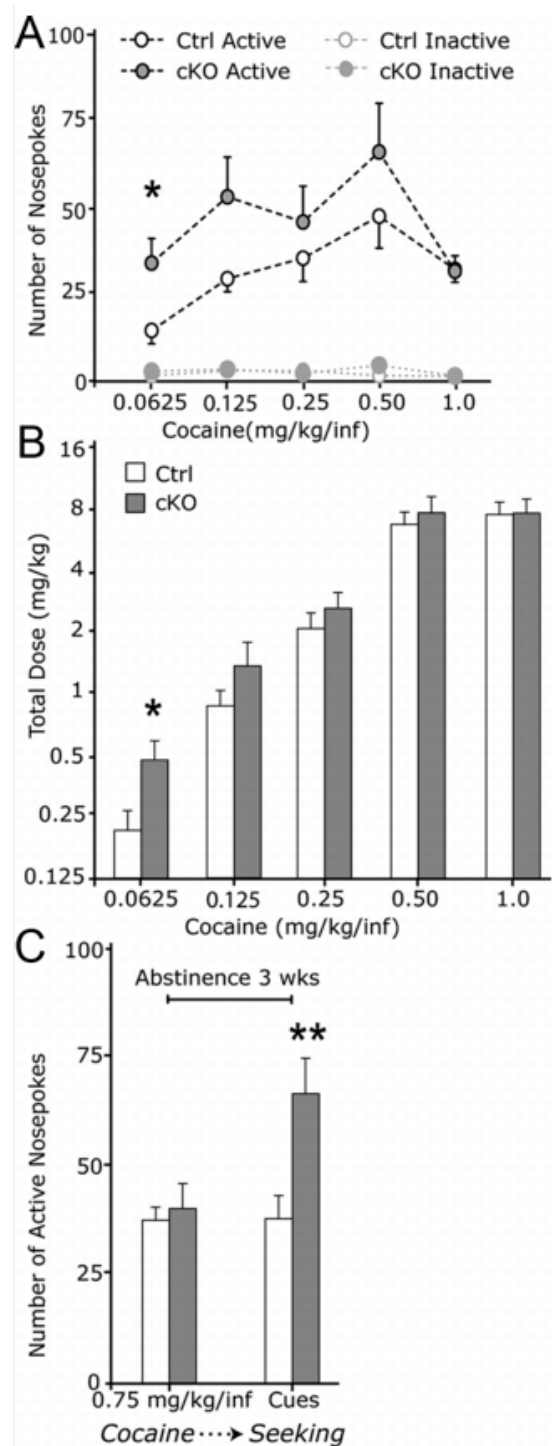 A
100
75
50
25
0
Number of Nosepokes
Ctrl Active
Ctrl Inactive
cKO Active
cKO Inactive
*
0.0625 0.125 0.25 0.50 1.0
Cocaine(mg/kg/inf)
B
16
8
4
2
1
0.5
0.25
0.125
Total Dose (mg/kg)
Ctrl
cKO
*
0.0625 0.125 0.25 0.50 1.0
Cocaine (mg/kg/inf)
C
100
75
50
25
0
Number of Active Nosepokes
Abstinence 3 wks
**
0.75 mg/kg/inf Cues
Cocaine Seeking